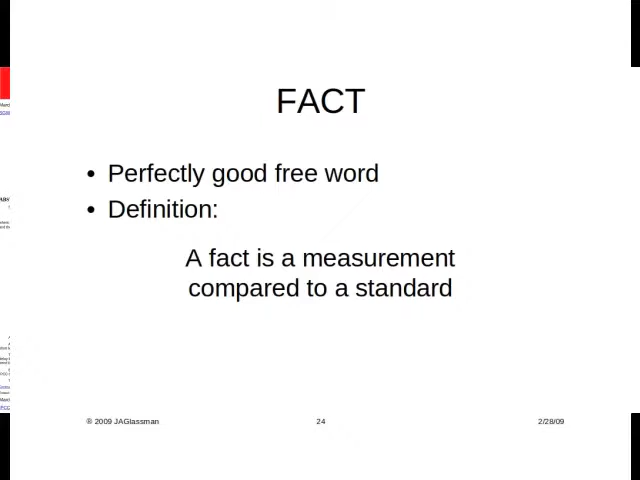 FACT
• Perfectly good free word
• Definition:
A fact is a measurement
compared to a standard
© 2009 JAGlassman 24 2/28/09